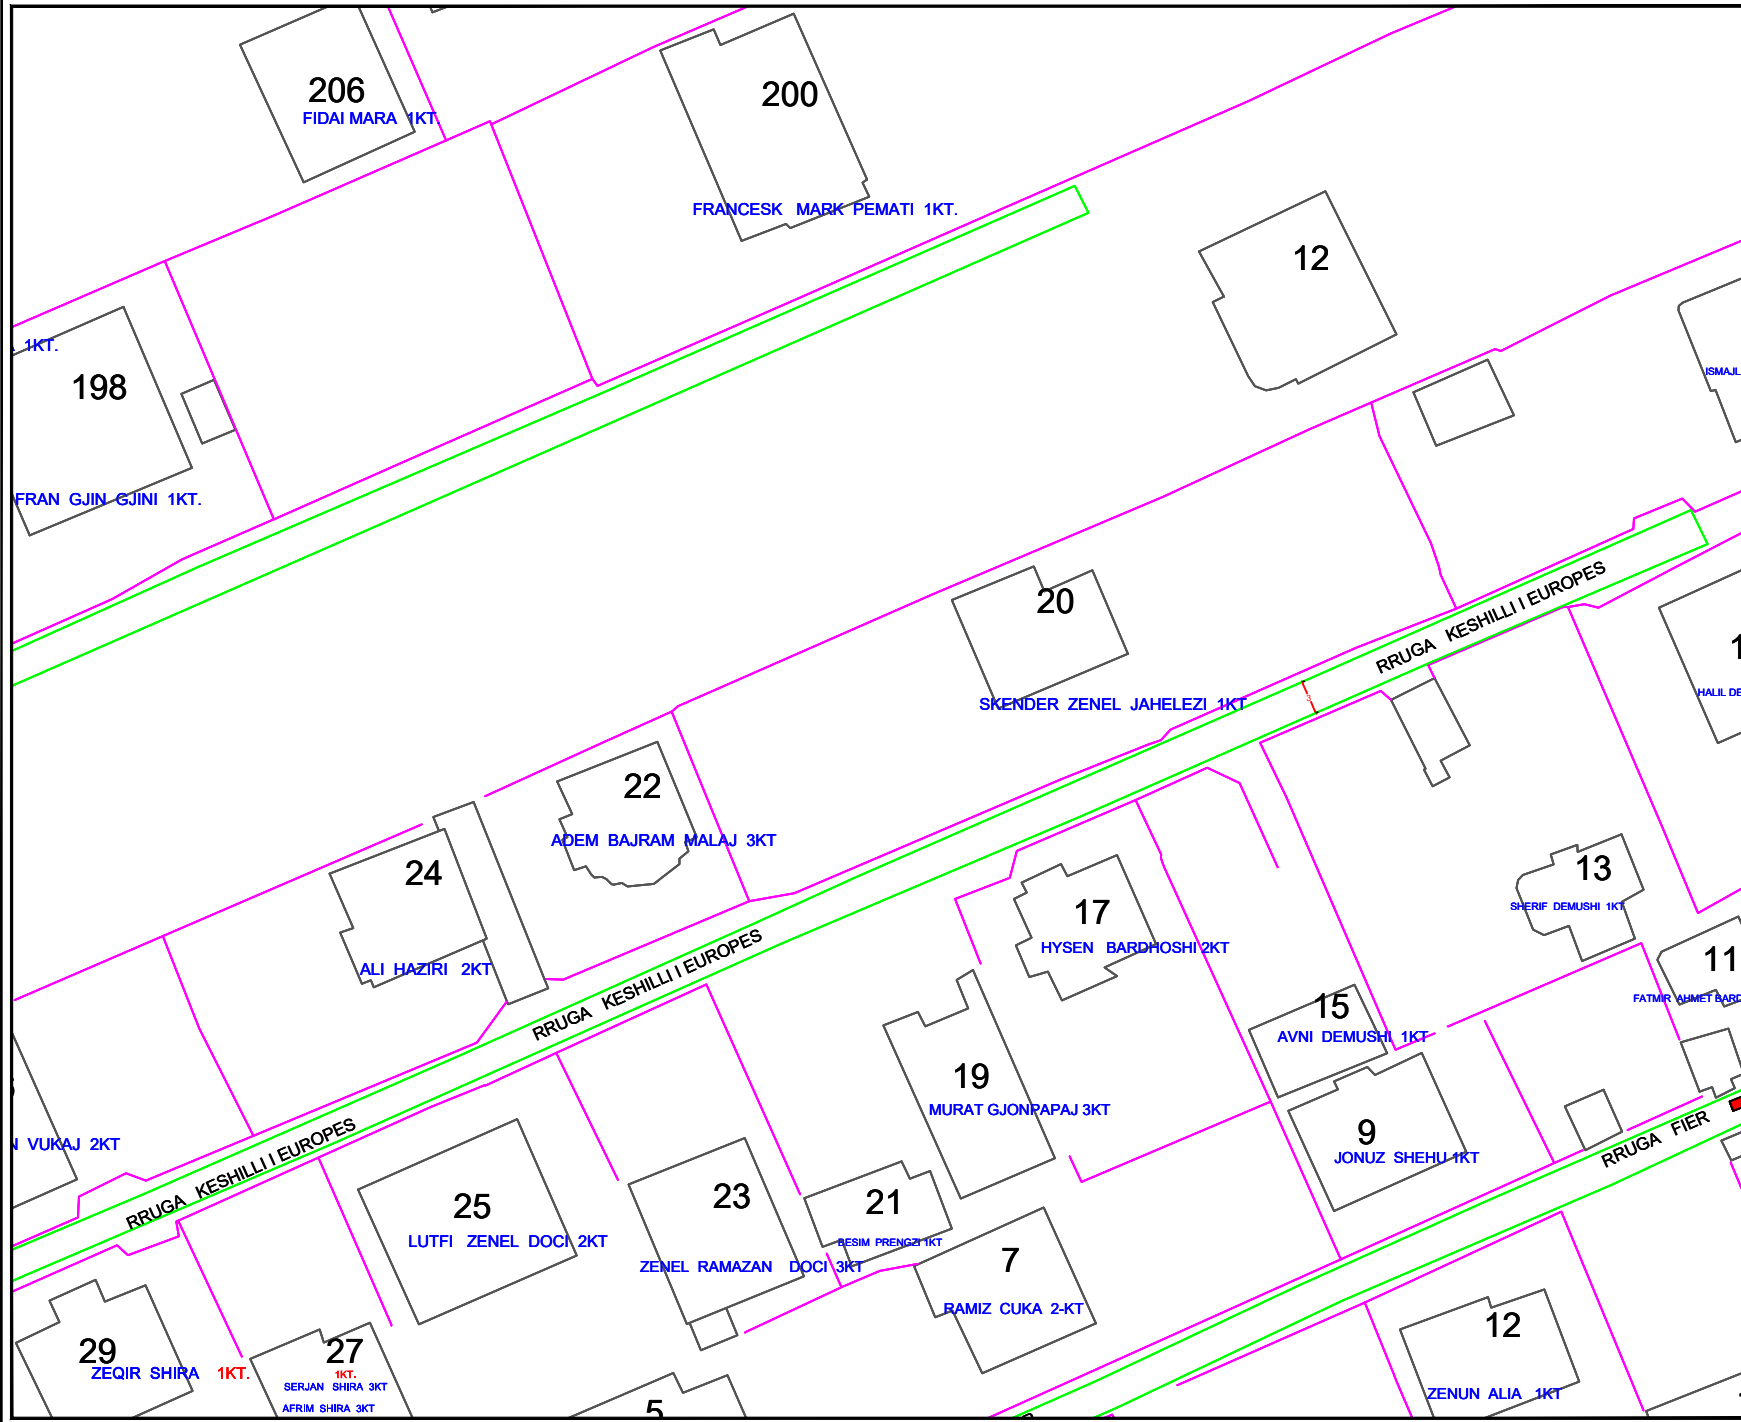 206
FIDAI MARA 1KT.
200
FRANCESK MARK PEMATI 1KT.
12
1KT.
198
FRAN GJIN GJINI 1KT.
ISMAJL
20
SKENDER ZENEL JAHELEZI 1KT
RRUGA KESHILLI I EUROPES
3
HALIL
22
ADEM BAJRAM MALAJ 3KT
24
ALI HAZIRI 2KT
RRUGA KESHILLI I EUROPES
17
HYSEN BARDHOSHI 2KT
13
SHERIF DEMUSHI 1KT
11
FATMIR AHMET
15
AVNI DEMUSHI 1KT
19
MURAT GJONPAPAJ 3KT
9
JONUZ SHEHU 1KT
RRUGA FIER
VUKAJ 2KT
RRUGA KESHILLI I EUROPES
25
LUTFI ZENEL DOCI 2KT
23
ZENEL RAMAZAN DOCI 3KT
21
BESIM PRENGZI 1KT
7
RAMIZ CUKA 2-KT
29
ZEQIR SHIRA 1KT.
27
1KT.
SERJAN SHIRA 3KT
AFRIM SHIRA 3KT
5
12
ZENUN ALIA 1KT